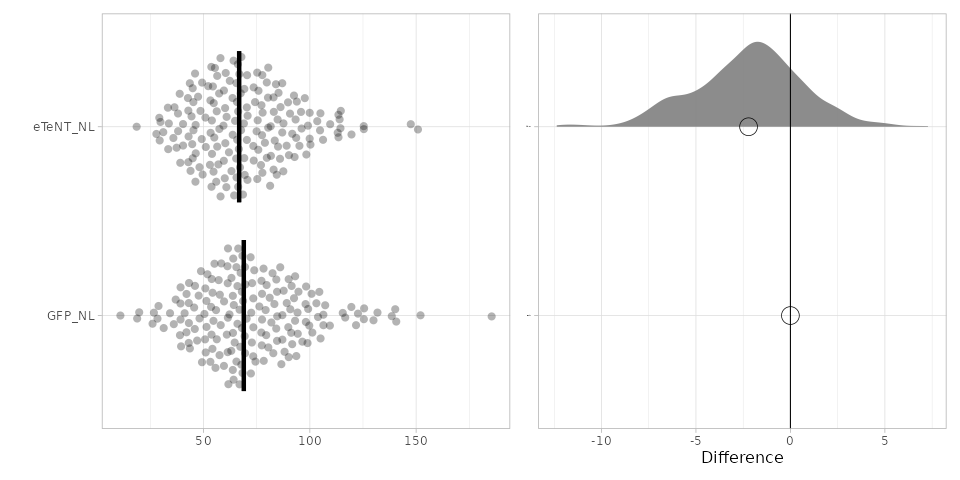 eTeNT_NL
GFP_NL
50 100 150
-10 -5 0 5
Difference